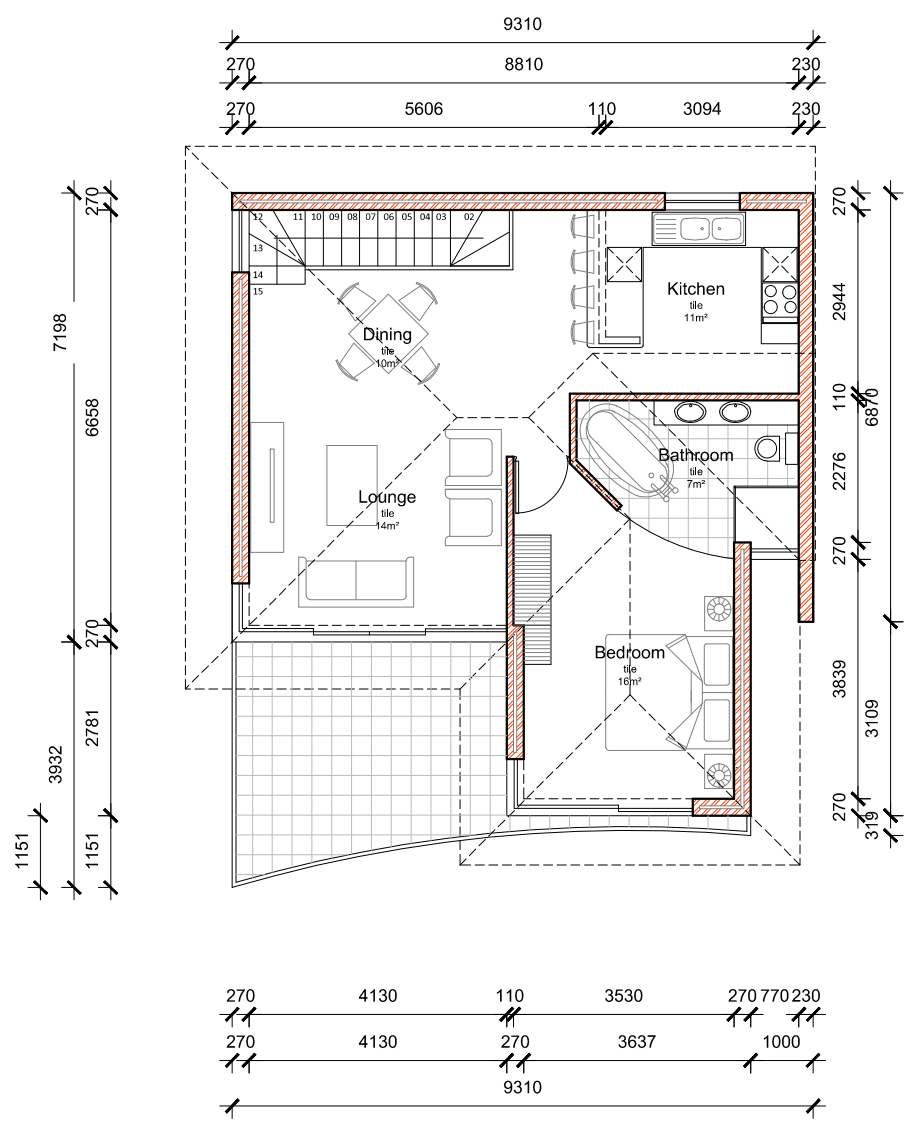 9310
270 8810 230
270 5606 110 3094 230
270
7198
6658
270
3932
2781
1151
1151
12 11 10 09 08 07 06 05 04 03 02
13
14
15
Kitchen
tile
11m²
Dining
tile
10m²
Bathroom
tile
7m²
Lounge
tile
14m²
Bedroom
tile
16m²
270
2944
110
6870
2276
270
3839
3109
270
319
270 4130 110 3530 270 770 230
270 4130 270 3637 1000
9310